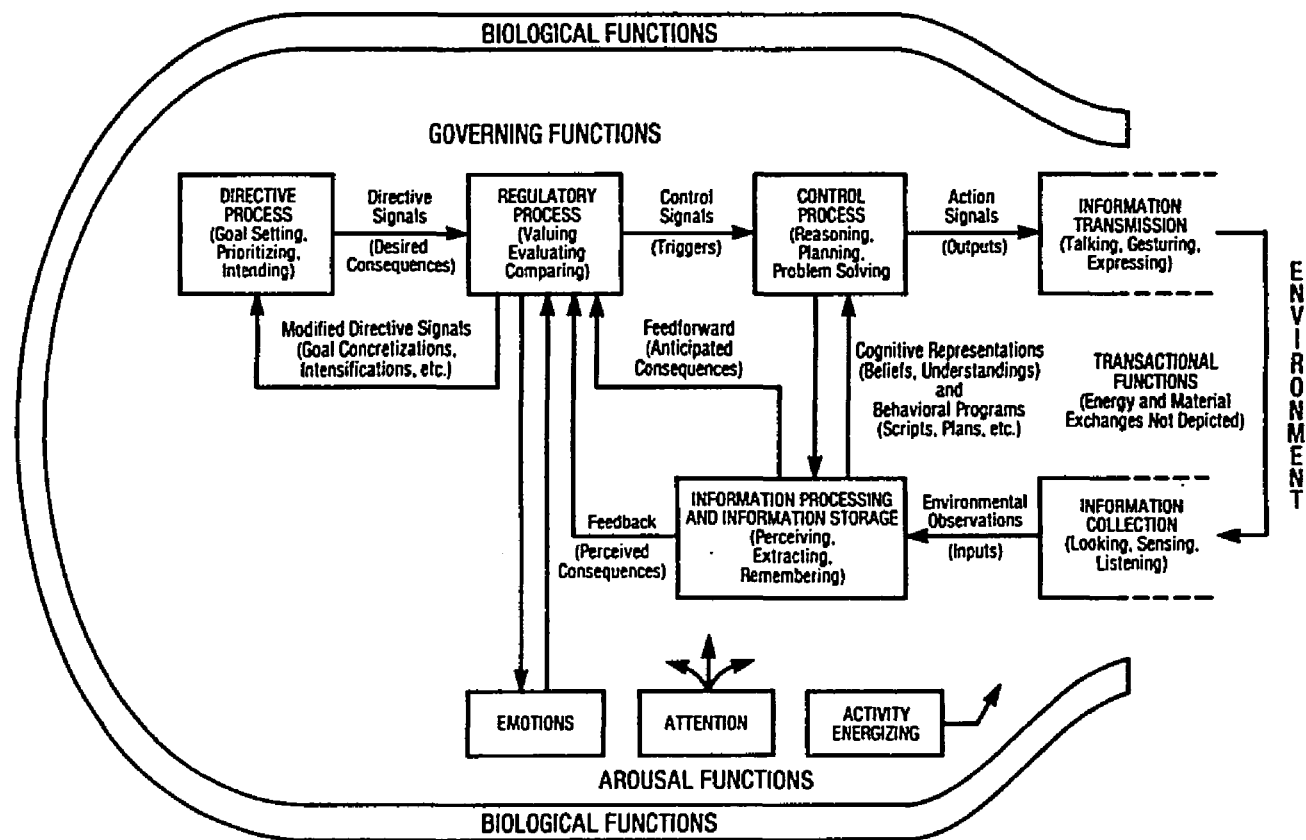 BIOLOGICAL FUNCTIONS
GOVERNING FUNCTIONS
DIRECTIVE
PROCESS
(Goal Setting,
Prioritizing,
Intending)
Directive
Signals
(Desired
Consequences)
REGULATORY
PROCESS
(Valuing
Evaluating
Comparing)
Control
Signals
(Triggers)
CONTROL
PROCESS
(Reasoning,
Planning,
Problem Solving
Action
Signals
(Outputs)
INFORMATION
TRANSMISSION
(Talking, Gesturing,
Expressing)
ENVIRONMENT
Modified Directive Signals
(Goal Concretizations,
Intensifications, etc.)
Feedforward
(Anticipated
Consequences)
Cognitive Representations
(Beliefs, Understandings)
and
Behavioral Programs
(Scripts, Plans, etc.)
TRANSACTIONAL
FUNCTIONS
(Energy and Material
Exchanges Not Depicted)
Feedback
(Perceived
Consequences)
INFORMATION PROCESSING
AND INFORMATION STORAGE
(Perceiving,
Extracting,
Remembering)
Environmental
Observations
(Inputs)
INFORMATION
COLLECTION
(Looking, Sensing,
Listening)
EMOTIONS
ATTENTION
ACTIVITY
ENERGIZING
AROUSAL FUNCTIONS
BIOLOGICAL FUNCTIONS